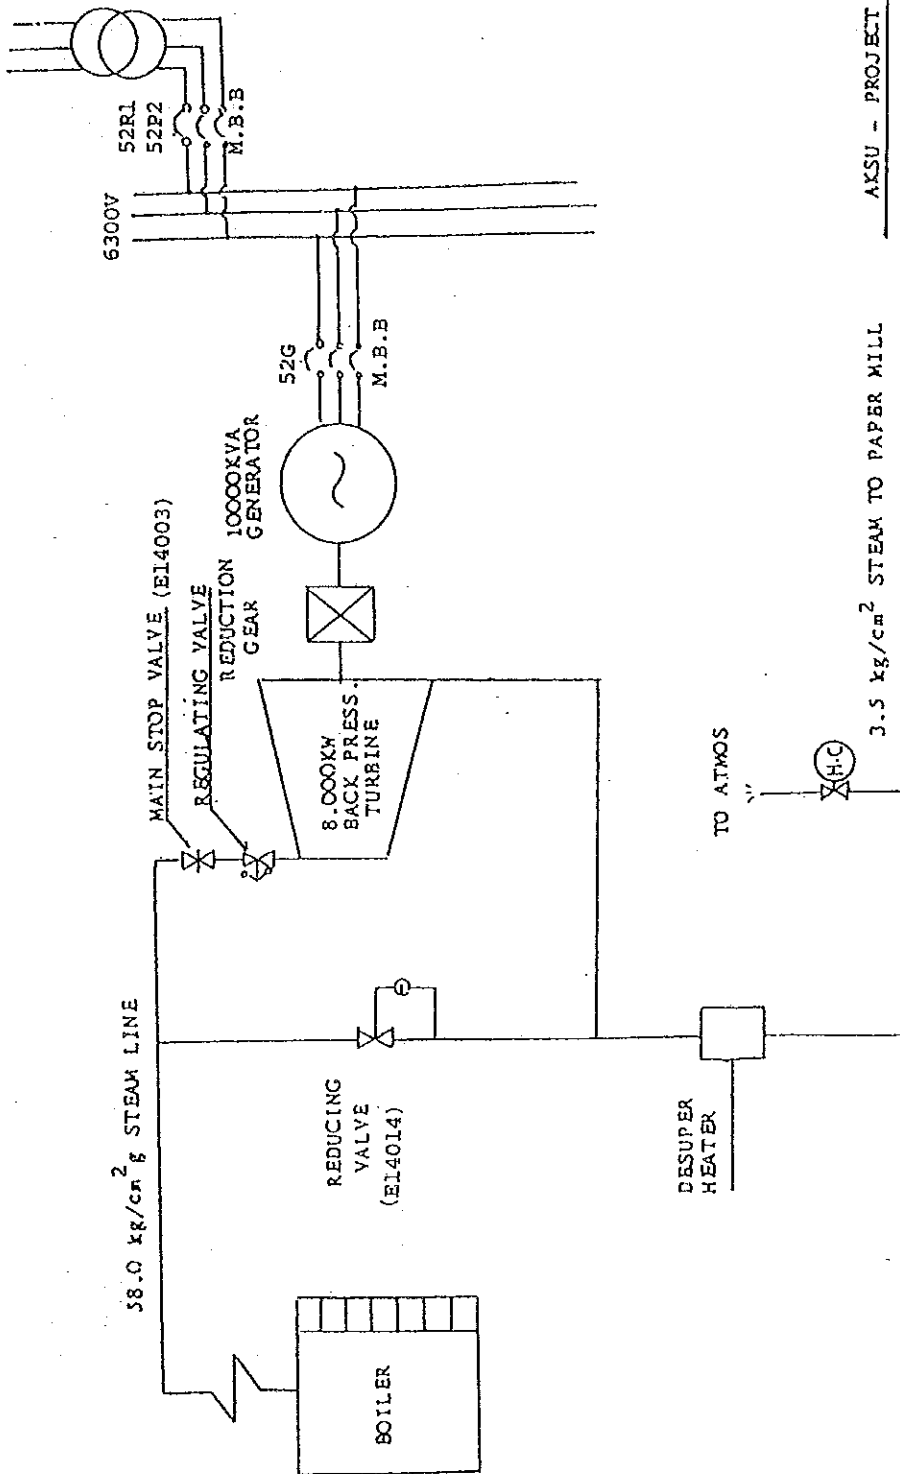 58.0 kg/cm² g STEAM LINE
MAIN STOP VALVE (E14003)
REGULATING VALVE
REDUCTION
GEAR
10000KVA
GENERATOR
52G
M.B.B
6300V
52R1
52P2
M.B.B
8.000KW
BACK PRESS.
TURBINE
BOILER
REDUCING
VALVE
(E14014)
DESUPER
HEATER
TO ATMOS
H.C
3.5 kg/cm² STEAM TO PAPER MILL
AKSU - PROJECT